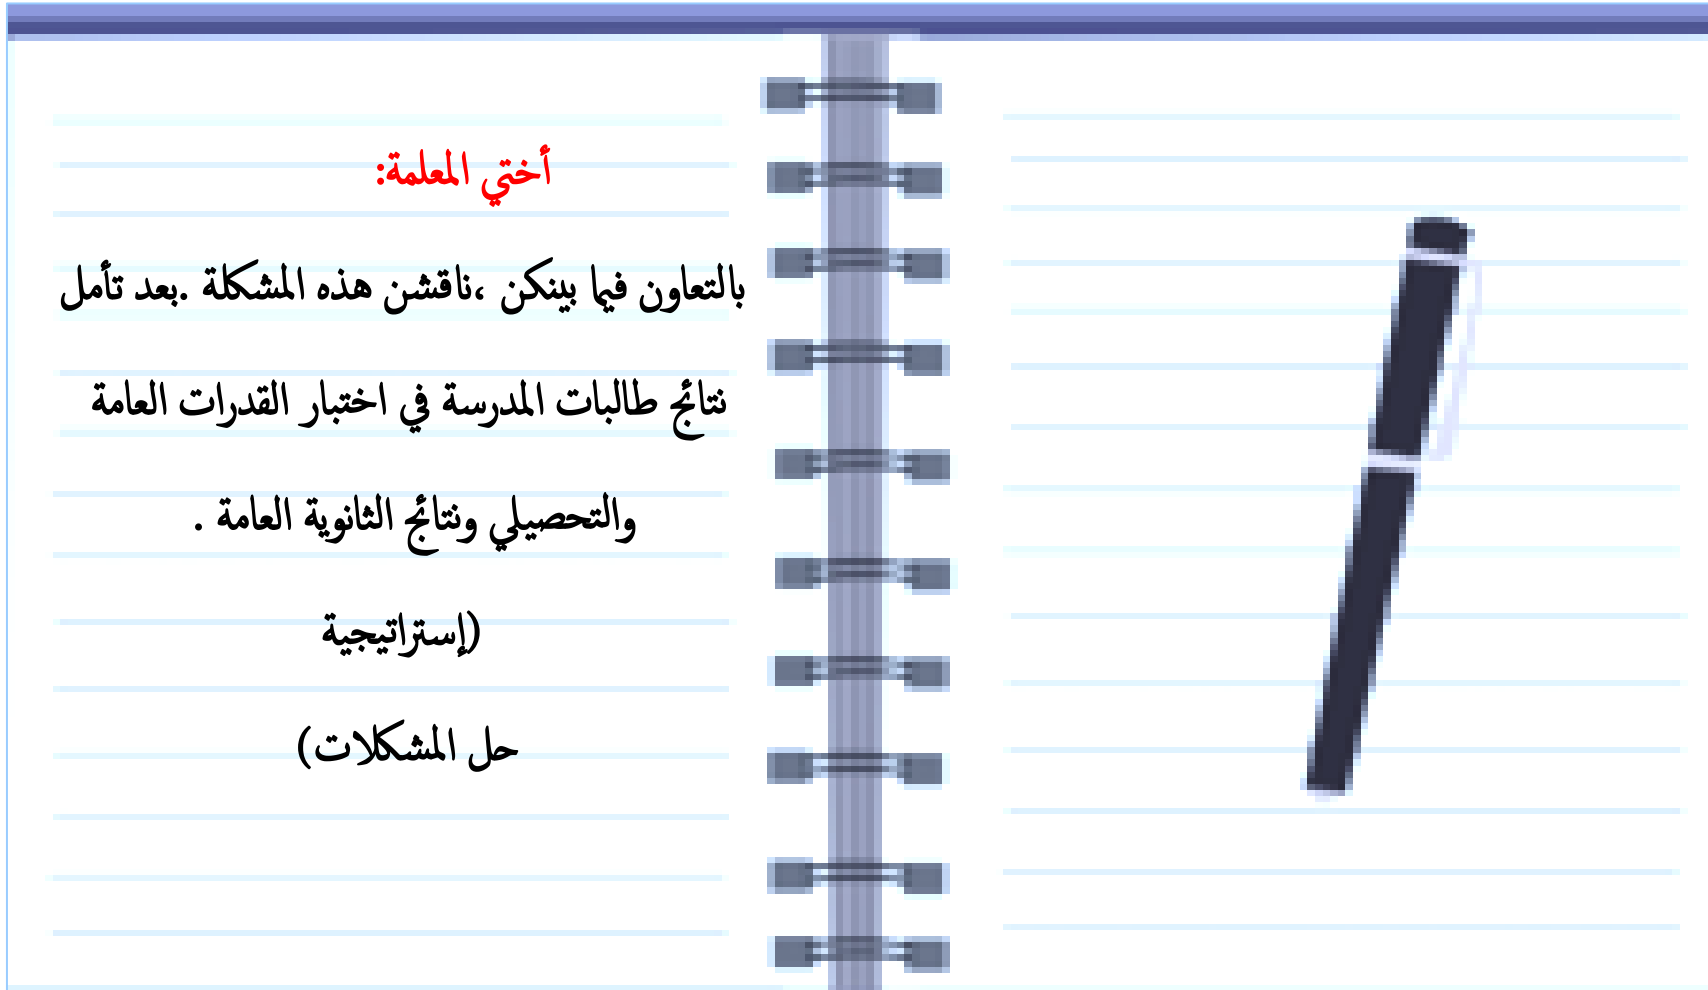 أختي المعلمة:
بالتعاون فيما بينكن ،ناقشن هذه المشكلة .بعد تأمل
نتائج طالبات المدرسة في اختبار القدرات العامة
والتحصيلي ونتائج الثانوية العامة .
(إستراتيجية
حل المشكلات)